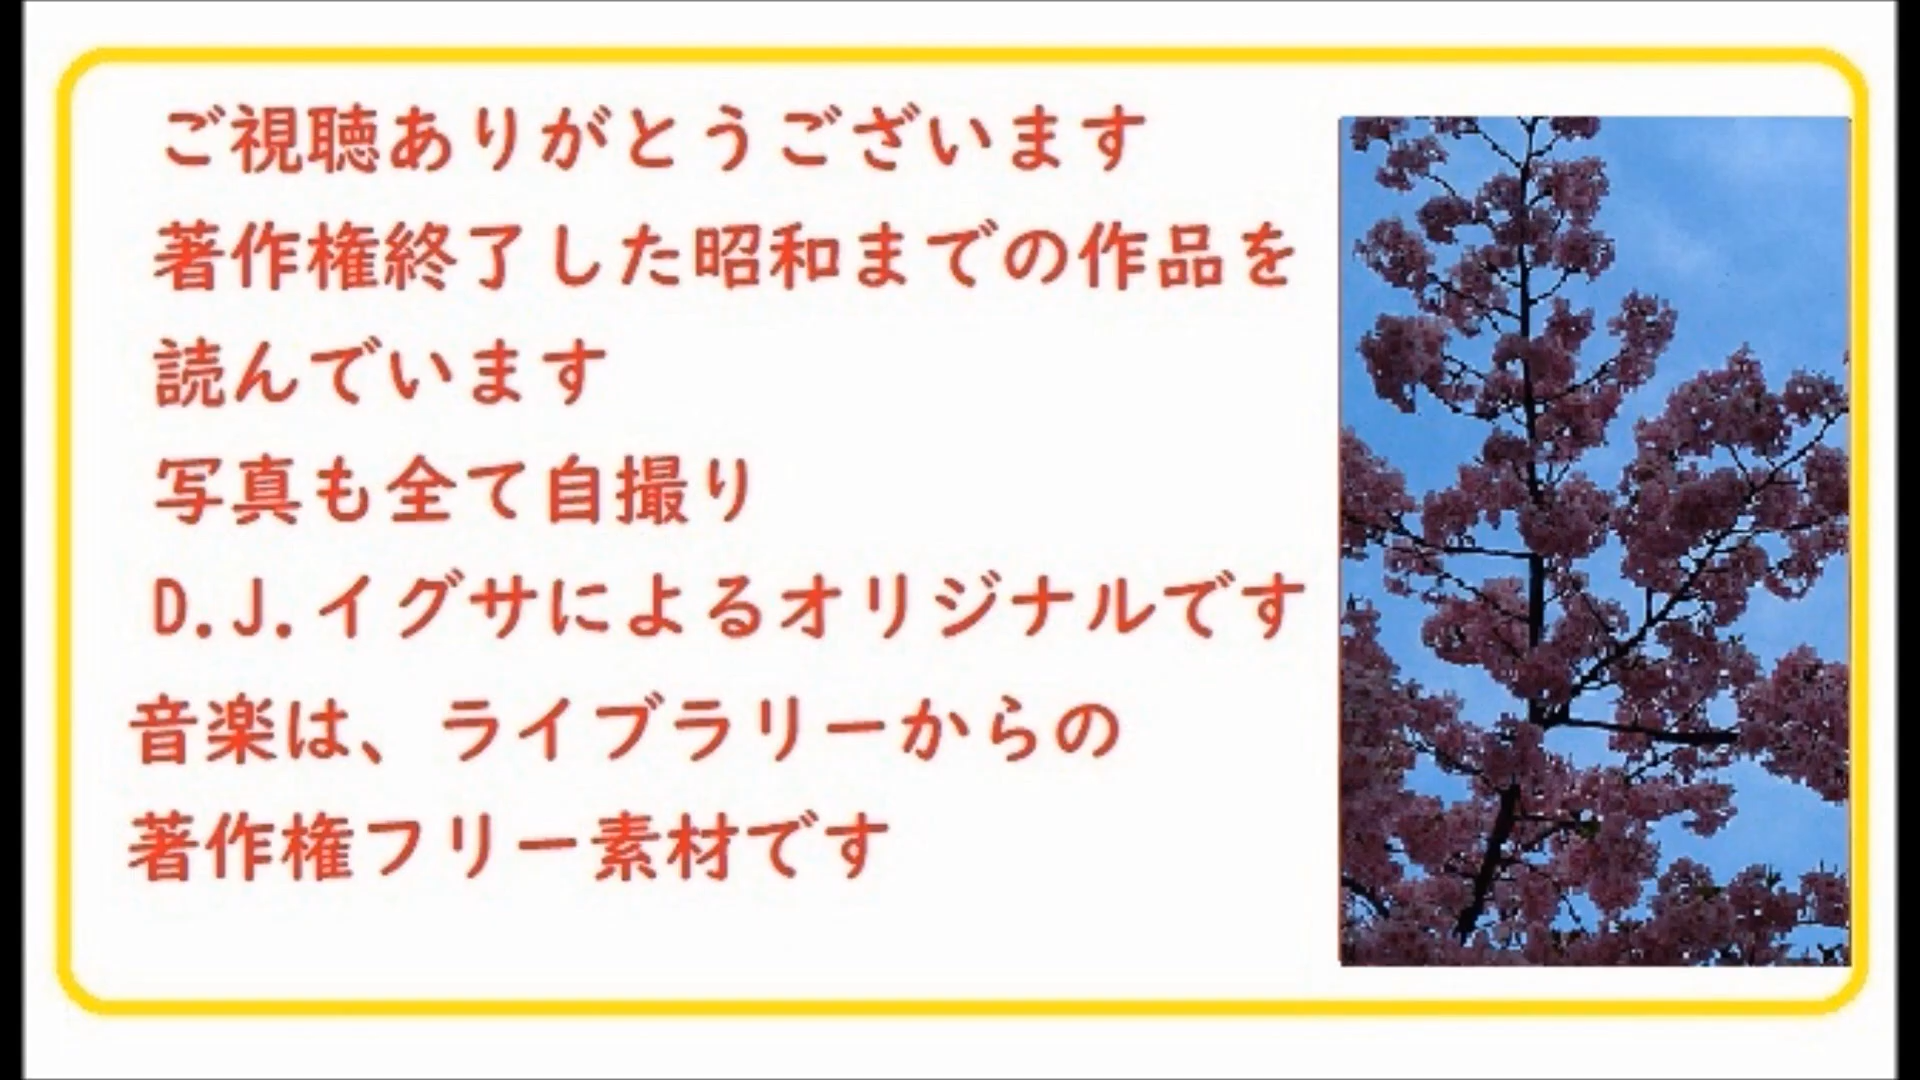 ご視聴ありがとうございます
著作権終了した昭和までの作品を
読んでいます
写真も全て自撮り
D.J.イグサによるオリジナルです
音楽は、ライブラリーからの
著作権フリー素材です